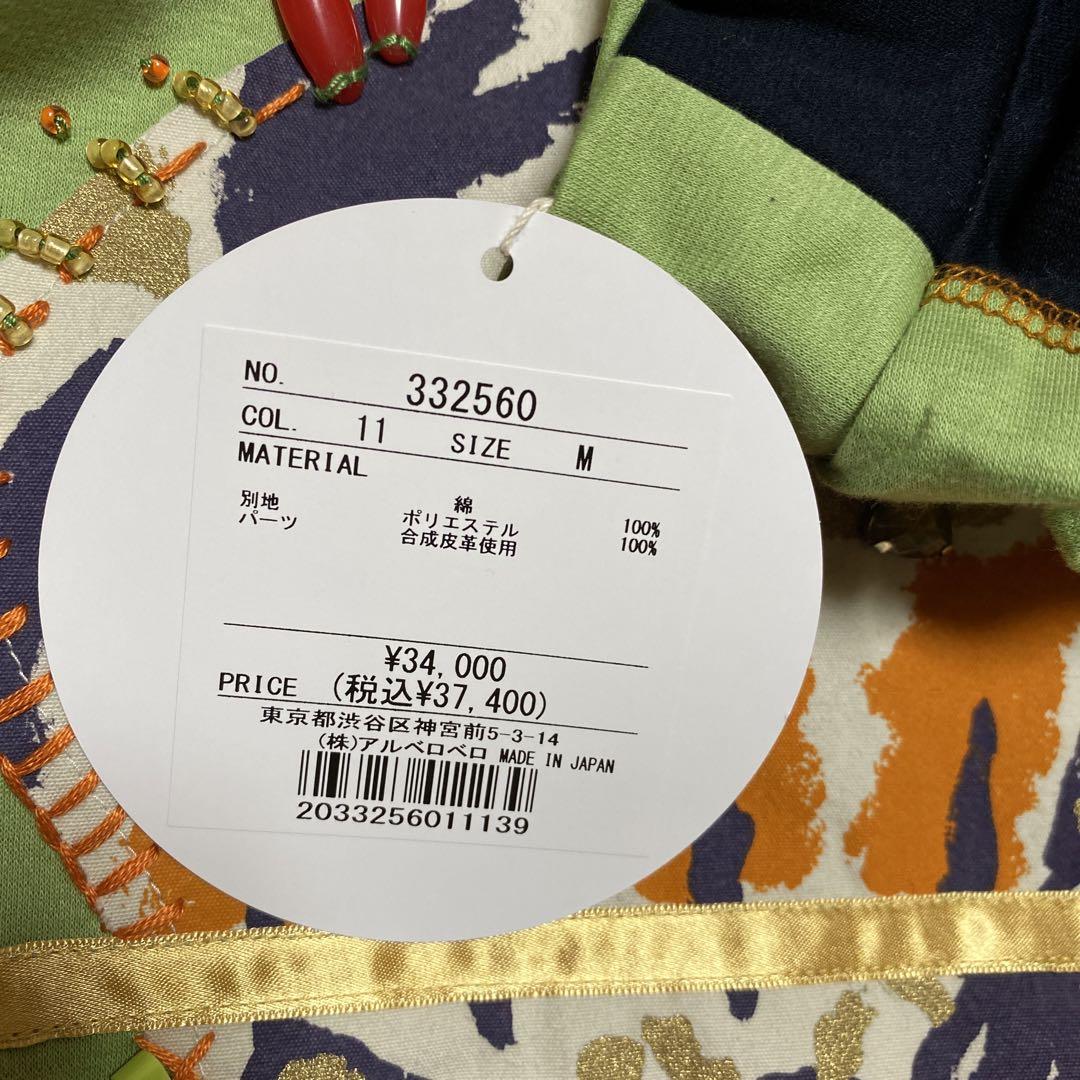 NO. 332560
COL. 11 SIZE M
MATERIAL
綿 100%
別地 ポリエステル 100%
パーツ 合成皮革使用
¥34,000
PRICE (税込¥37,400)
東京都渋谷区神宮前5-3-14
(株)アルベロベロ MADE IN JAPAN
2033256011139